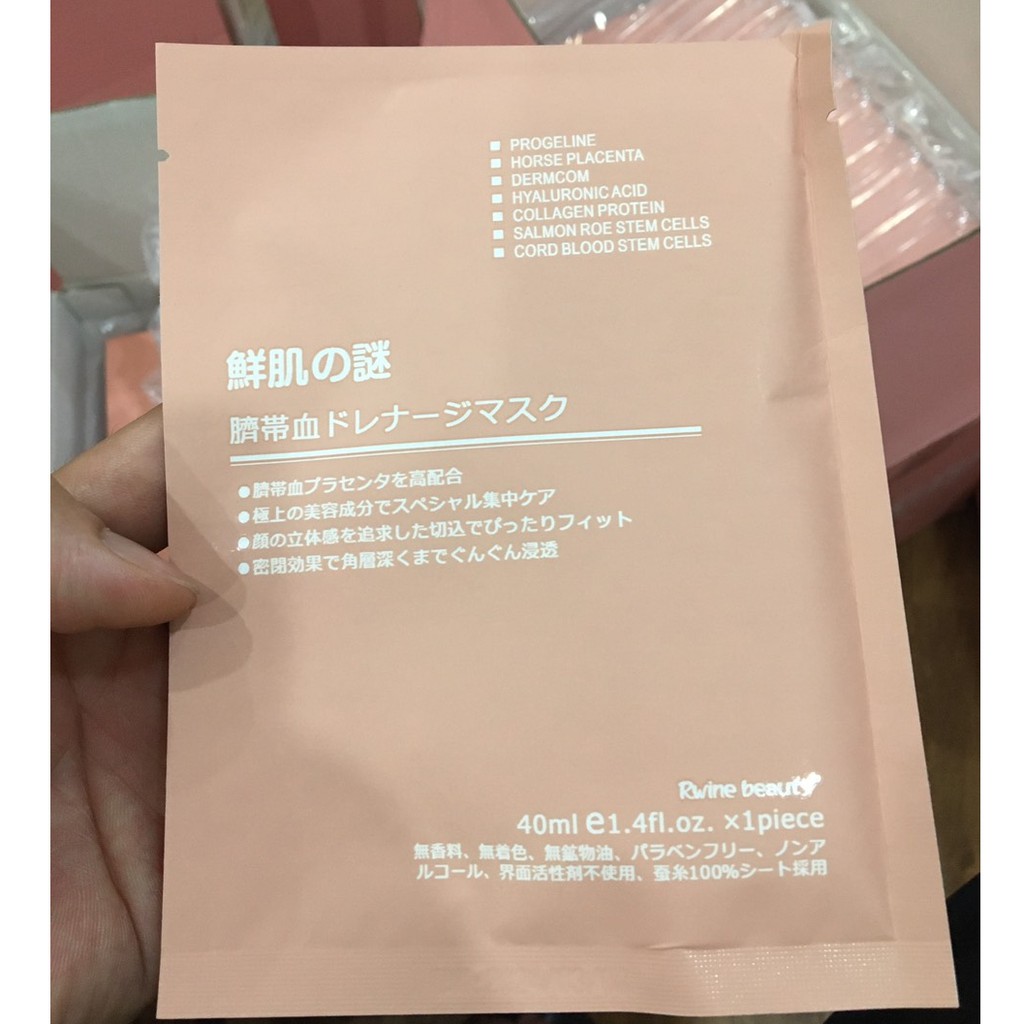 ■ PROGELINE
■ HORSE PLACENTA
■ DERMCOM
■ HYALURONIC ACID
■ COLLAGEN PROTEIN
■ SALMON ROE STEM CELLS
■ CORD BLOOD STEM CELLS
鮮肌の謎
臍帯血ドレナージマスク
●臍帯血プラセンタを高配合
●極上の美容成分でスペシャル集中ケア
●顔の立体感を追求した切込でぴったりフィット
●密閉効果で角層深くまでぐんぐん浸透
Rwine beauty
40ml e1.4fl.oz. ×1piece
無香料、無着色、無鉱物油、パラベンフリー、ノンア
ルコール、界面活性剤不使用、蚕糸100%シート採用